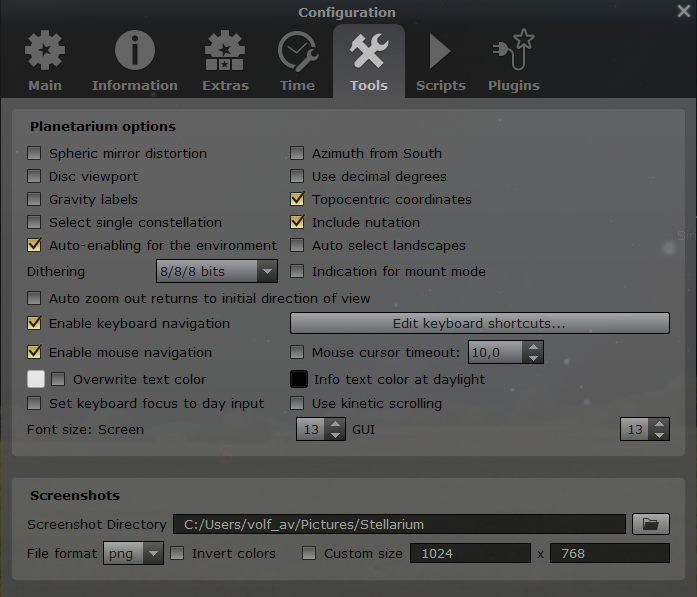 Configuration
Main Information Extras Time Tools Scripts Plugins
Planetarium options
Spheric mirror distortion Azimuth from South
Disc viewport Use decimal degrees
Gravity labels Topocentric coordinates
Select single constellation Include nutation
Auto-enabling for the environment Auto select landscapes
Dithering 8/8/8 bits Indication for mount mode
Auto zoom out returns to initial direction of view
Enable keyboard navigation Edit keyboard shortcuts...
Enable mouse navigation Mouse cursor timeout: 10,0
Overwrite text color Info text color at daylight
Set keyboard focus to day input Use kinetic scrolling
Font size: Screen 13 GUI 13
Screenshots
Screenshot Directory C:/Users/volf_av/Pictures/Stellarium
File format png Invert colors Custom size 1024 x 768